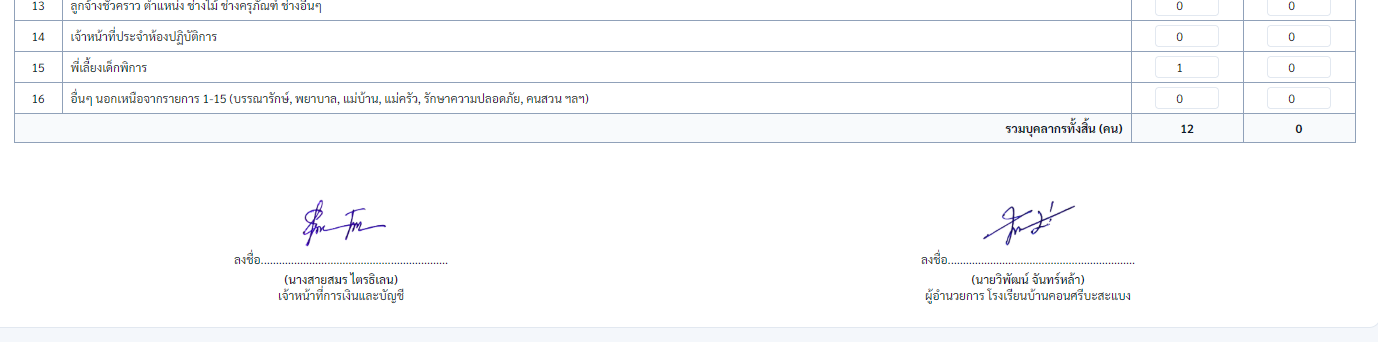 13 ลูกจ้างชั่วคราว ตำแหน่ง ช่างไม้ ช่างครุภัณฑ์ ช่างอื่นๆ 0 0
14 เจ้าหน้าที่ประจำห้องปฏิบัติการ 0 0
15 พี่เลี้ยงเด็กพิการ 1 0
16 อื่นๆ นอกเหนือจากรายการ 1-15 (บรรณารักษ์, พยาบาล, แม่บ้าน, แม่ครัว, รักษาความปลอดภัย, คนสวน ฯลฯ) 0 0
รวมบุคลากรทั้งสิ้น (คน) 12 0
ลงชื่อ.............................................................. ลงชื่อ..............................................................
(นางสายสมร ไตรธิเลน) (นายวิพัฒน์ จันทร์หล้า)
เจ้าหน้าที่การเงินและบัญชี ผู้อำนวยการ โรงเรียนบ้านคอนศรีบะสะแบง